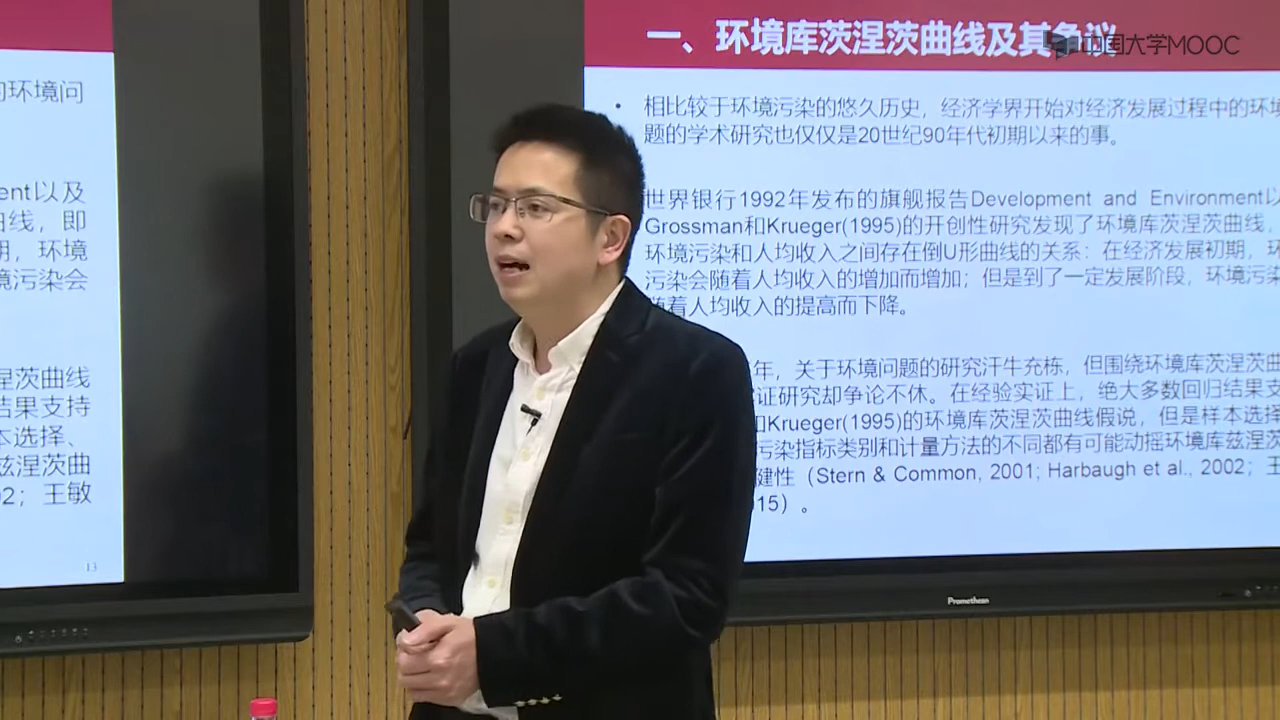 的环境问
ent以及
曲线，即
期，环境
境污染会
涅茨曲线
结果支持
本选择、
兹涅茨曲
02；王敏
13
一、环境库茨涅茨曲线及其争议
中国大学MOOC
• 相比较于环境污染的悠久历史，经济学界开始对经济发展过程中的环境
题的学术研究也仅仅是20世纪90年代初期以来的事。
世界银行1992年发布的旗舰报告Development and Environment以
Grossman和Krueger(1995)的开创性研究发现了环境库茨涅茨曲线，
环境污染和人均收入之间存在倒U形曲线的关系：在经济发展初期，环
污染会随着人均收入的增加而增加；但是到了一定发展阶段，环境污染
随着人均收入的提高而下降。
年，关于环境问题的研究汗牛充栋，但围绕环境库茨涅茨曲
证研究却争论不休。在经验实证上，绝大多数回归结果支
和Krueger(1995)的环境库茨涅茨曲线假说，但是样本选择
污染指标类别和计量方法的不同都有可能动摇环境库兹涅茨
健性（Stern & Common, 2001; Harbaugh et al., 2002；王
15）。
Promethean